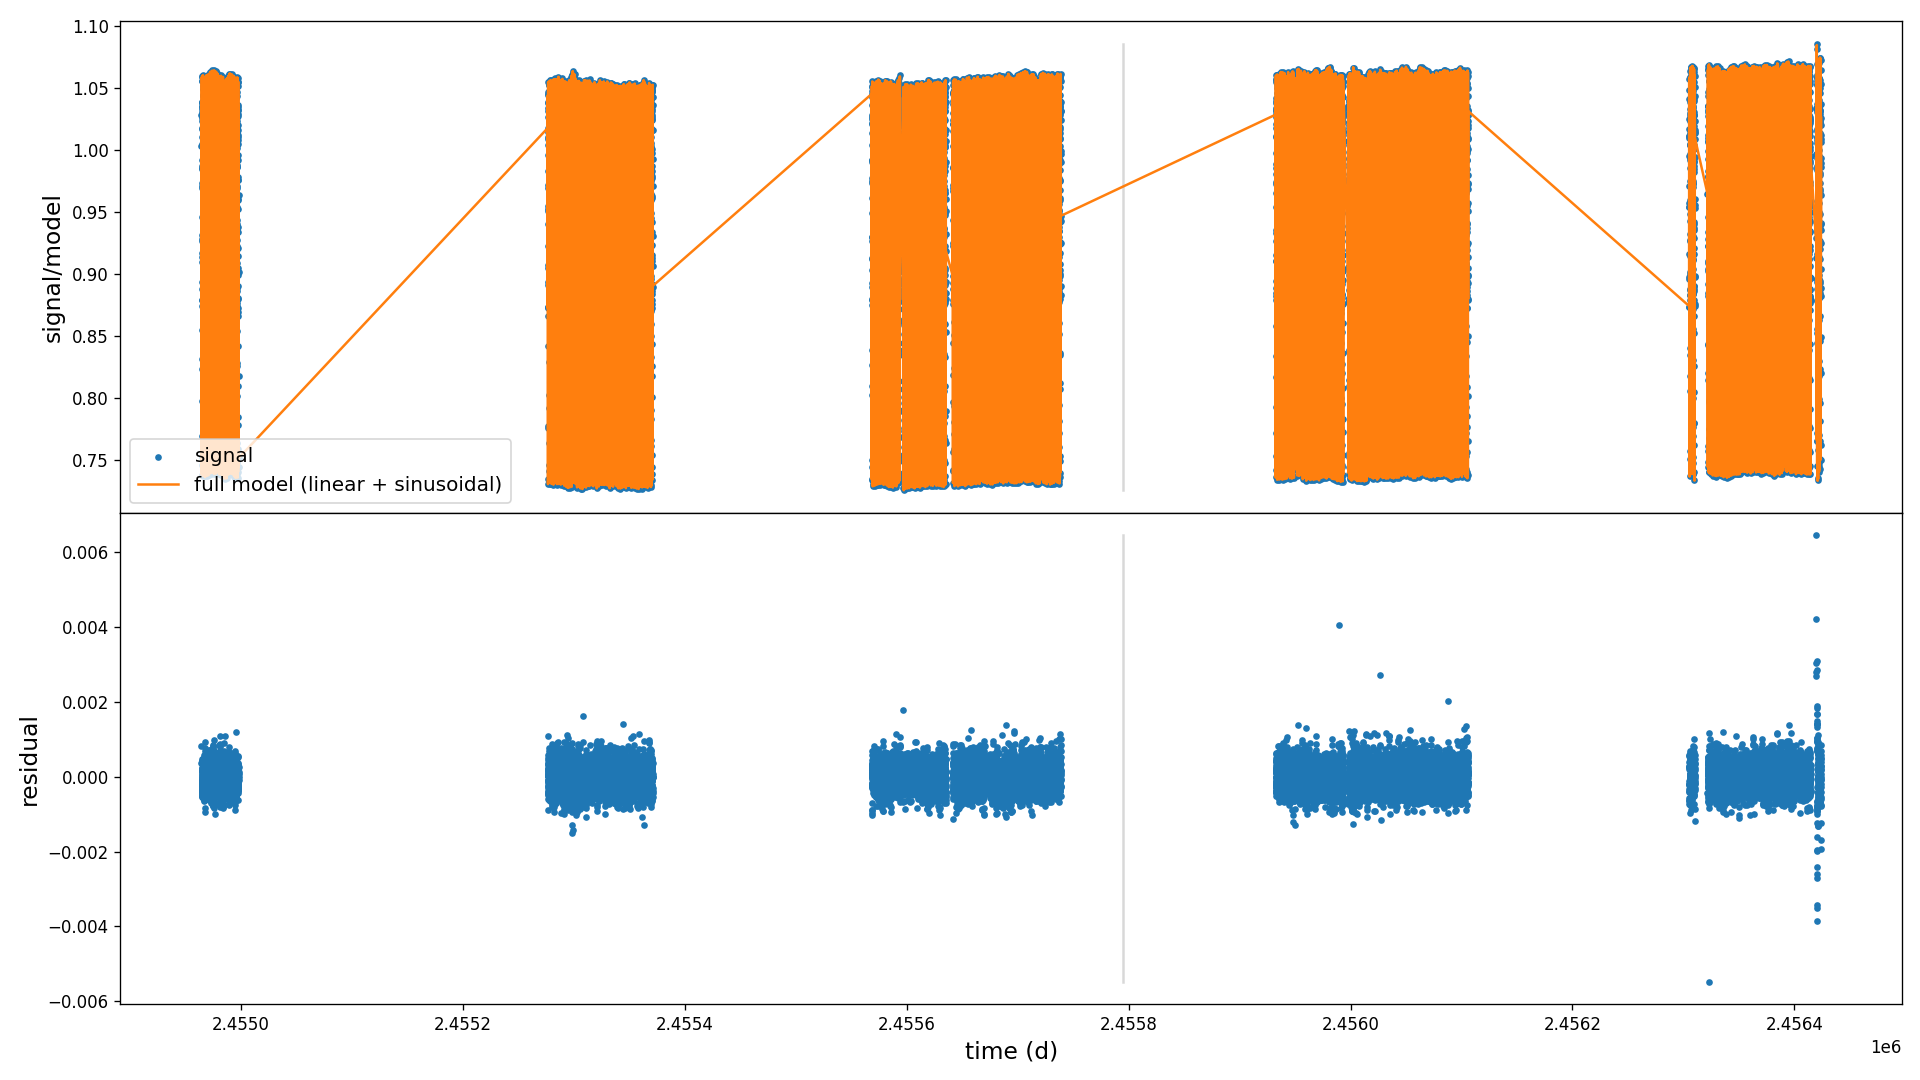 1.10
1.05
1.00
0.95
0.90
0.85
0.80
0.75
signal/model
signal
full model (linear + sinusoidal)
0.006
0.004
0.002
0.000
−0.002
−0.004
−0.006
residual
2.4550 2.4552 2.4554 2.4556 2.4558 2.4560 2.4562 2.4564
1e6
time (d)